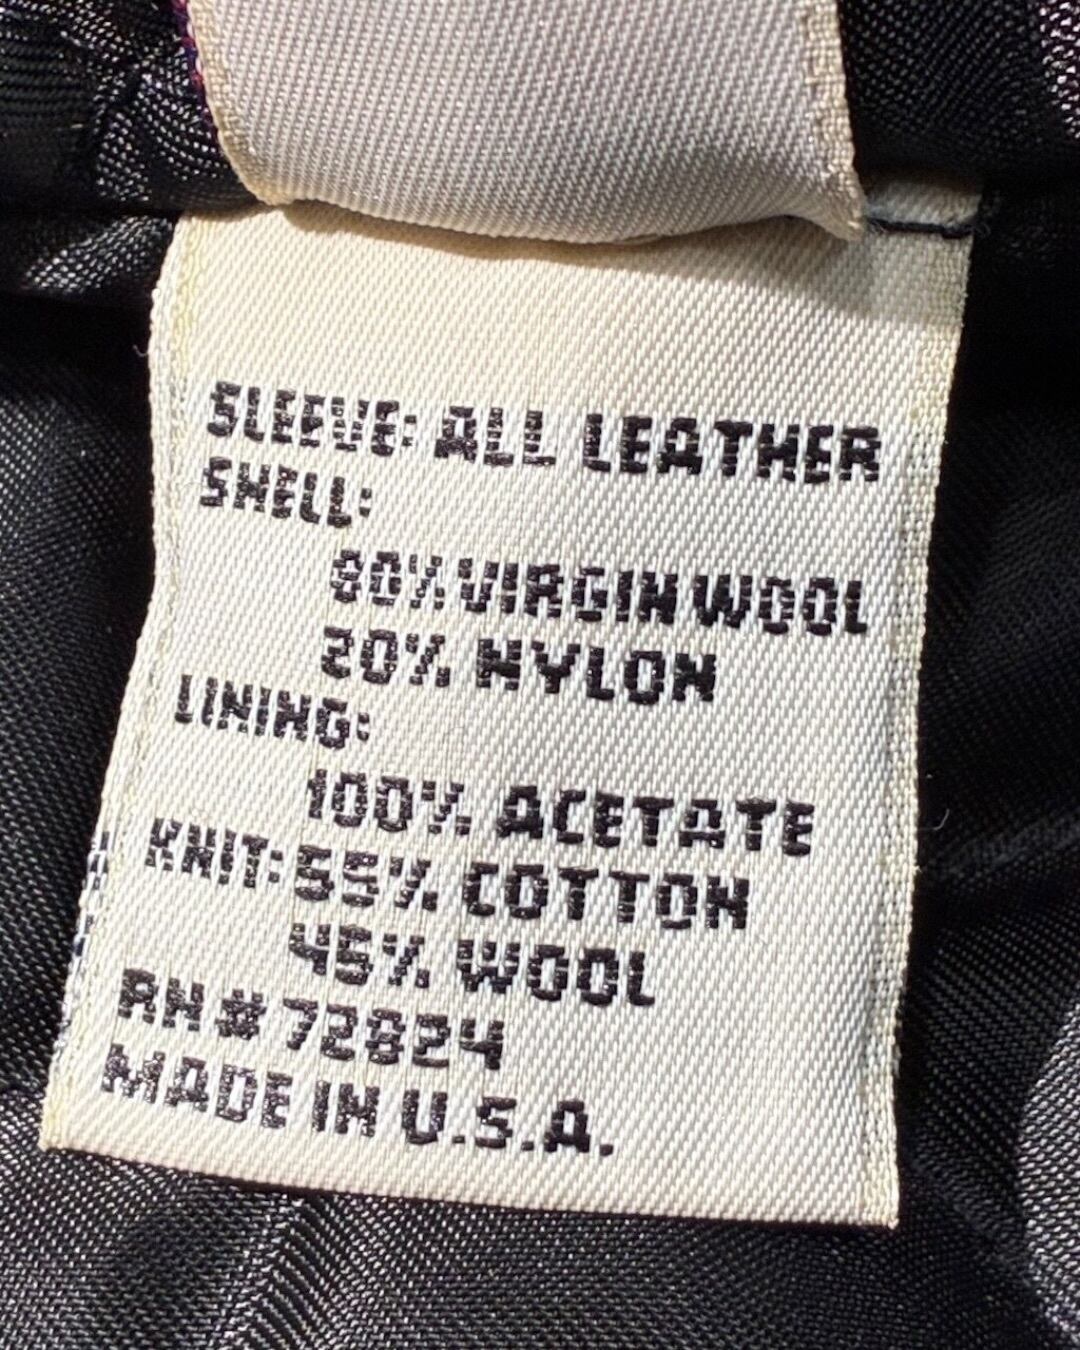 SLEEVE: ALL LEATHER
SHELL:
80% VIRGIN WOOL
20% NYLON
LINING:
100% ACETATE
KNIT: 55% COTTON
45% WOOL
RN # 72824
MADE IN U.S.A.